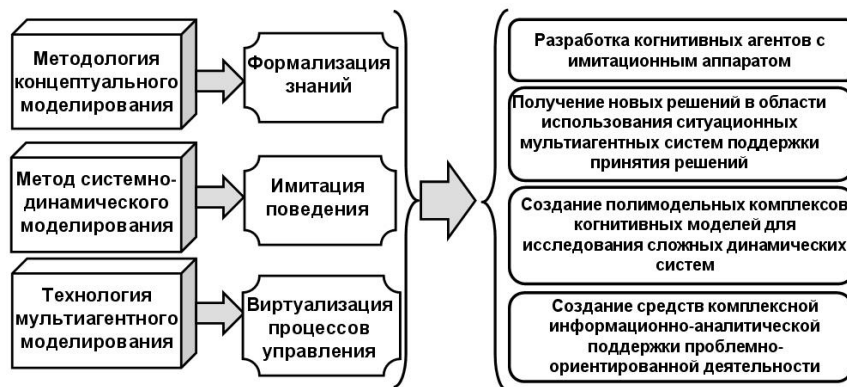 Методология
концептуального
моделирования
Формализация
знаний
Метод системно-
динамического
моделирования
Имитация
поведения
Технология
мультиагентного
моделирования
Виртуализация
процессов
управления
Разработка когнитивных агентов с
имитационным аппаратом
Получение новых решений в области
использования ситуационных
мультиагентных систем поддержки
принятия решений
Создание полимодельных комплексов
когнитивных моделей для
исследования сложных динамических
систем
Создание средств комплексной
информационно-аналитической
поддержки проблемно-
ориентированной деятельности